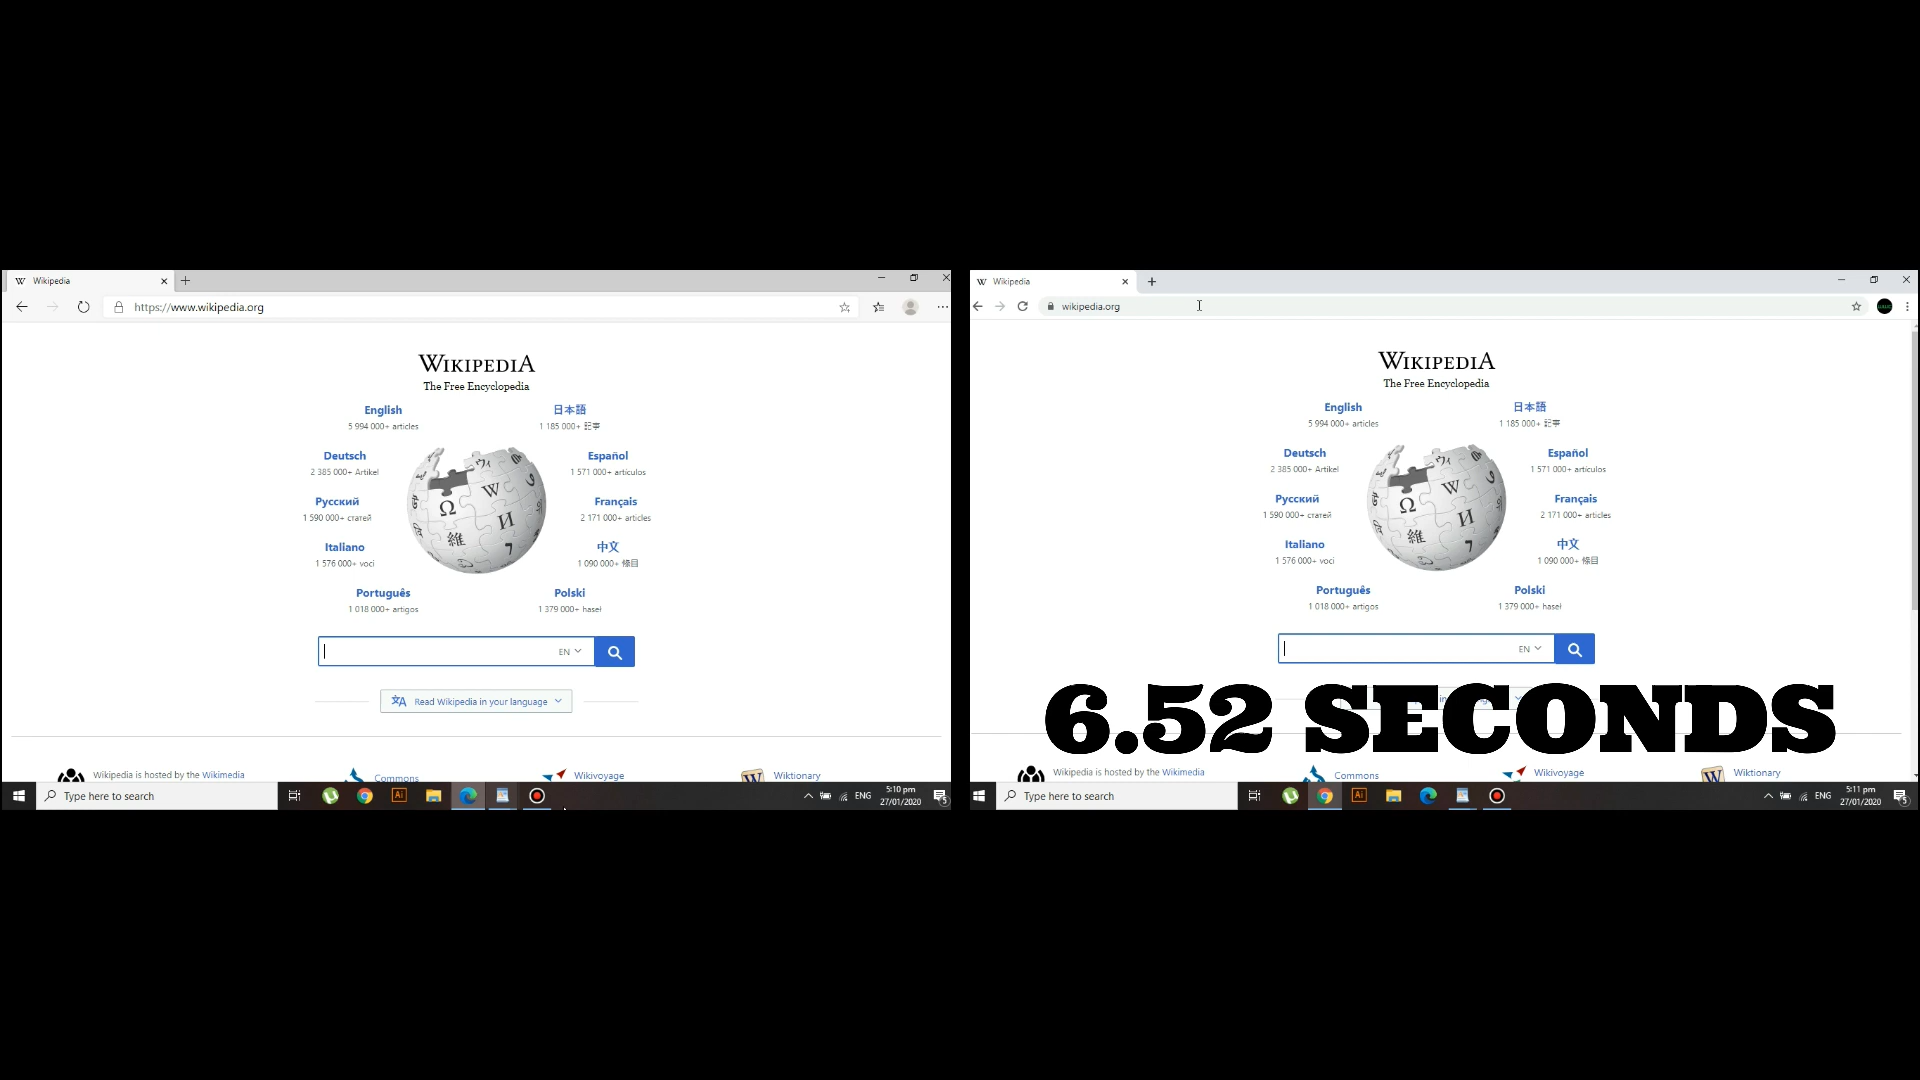 Wikipedia
https://www.wikipedia.org
WIKIPEDIA
The Free Encyclopedia
English
5 994 000+ articles
日本語
1 185 000+ 記事
Deutsch
2 385 000+ Artikel
Español
1 571 000+ artículos
Русский
1 590 000+ статей
Français
2 171 000+ articles
Italiano
1 576 000+ voci
中文
1 090 000+ 條目
Português
1 018 000+ artigos
Polski
1 379 000+ haseł
EN
Read Wikipedia in your language
Wikipedia is hosted by the Wikimedia
Commons
Wikivoyage
Wiktionary
Type here to search
ENG
5:10 pm
27/01/2020
Wikipedia
wikipedia.org
WIKIPEDIA
The Free Encyclopedia
English
5 994 000+ articles
日本語
1 185 000+ 記事
Deutsch
2 385 000+ Artikel
Español
1 571 000+ artículos
Русский
1 590 000+ статей
Français
2 171 000+ articles
Italiano
1 576 000+ voci
中文
1 090 000+ 條目
Português
1 018 000+ artigos
Polski
1 379 000+ haseł
EN
6.52 SECONDS
Wikipedia is hosted by the Wikimedia
Commons
Wikivoyage
Wiktionary
Type here to search
ENG
5:11 pm
27/01/2020